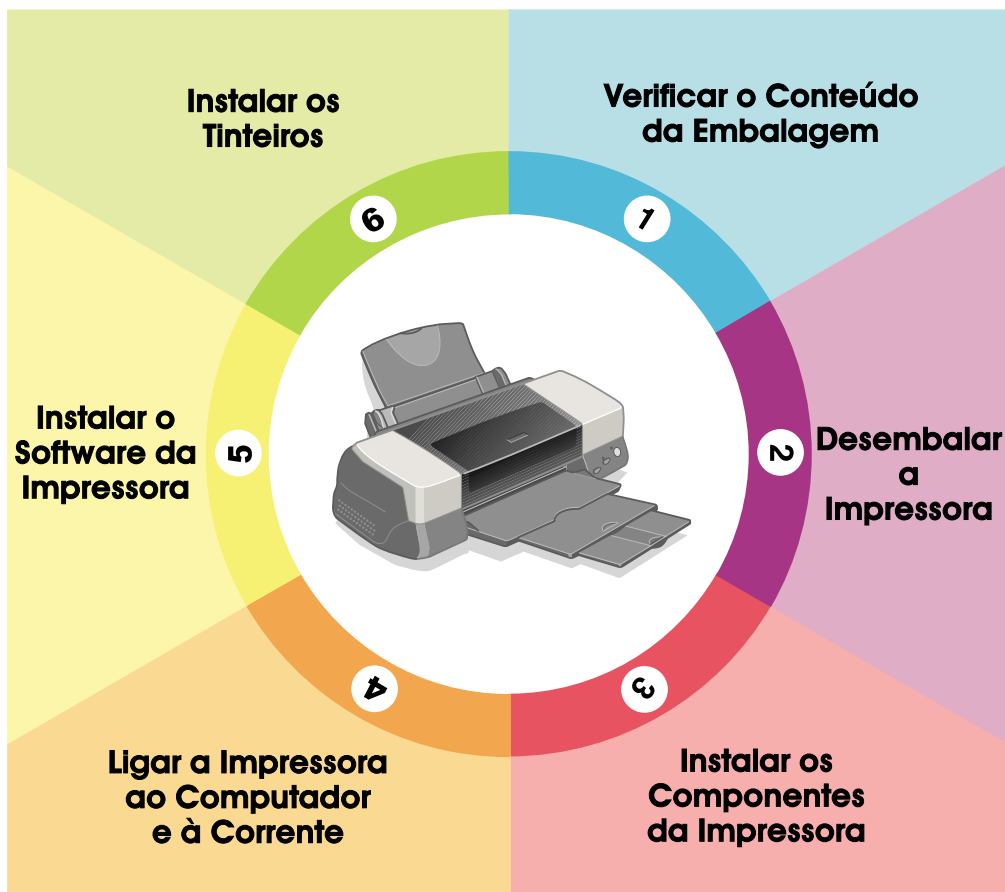 1
Verificar o Conteúdo
da Embalagem
2
Desembalar
a
Impressora
3
Instalar os
Componentes
da Impressora
4
Ligar a Impressora
ao Computador
e à Corrente
5
Instalar o
Software da
Impressora
6
Instalar os
Tinteiros